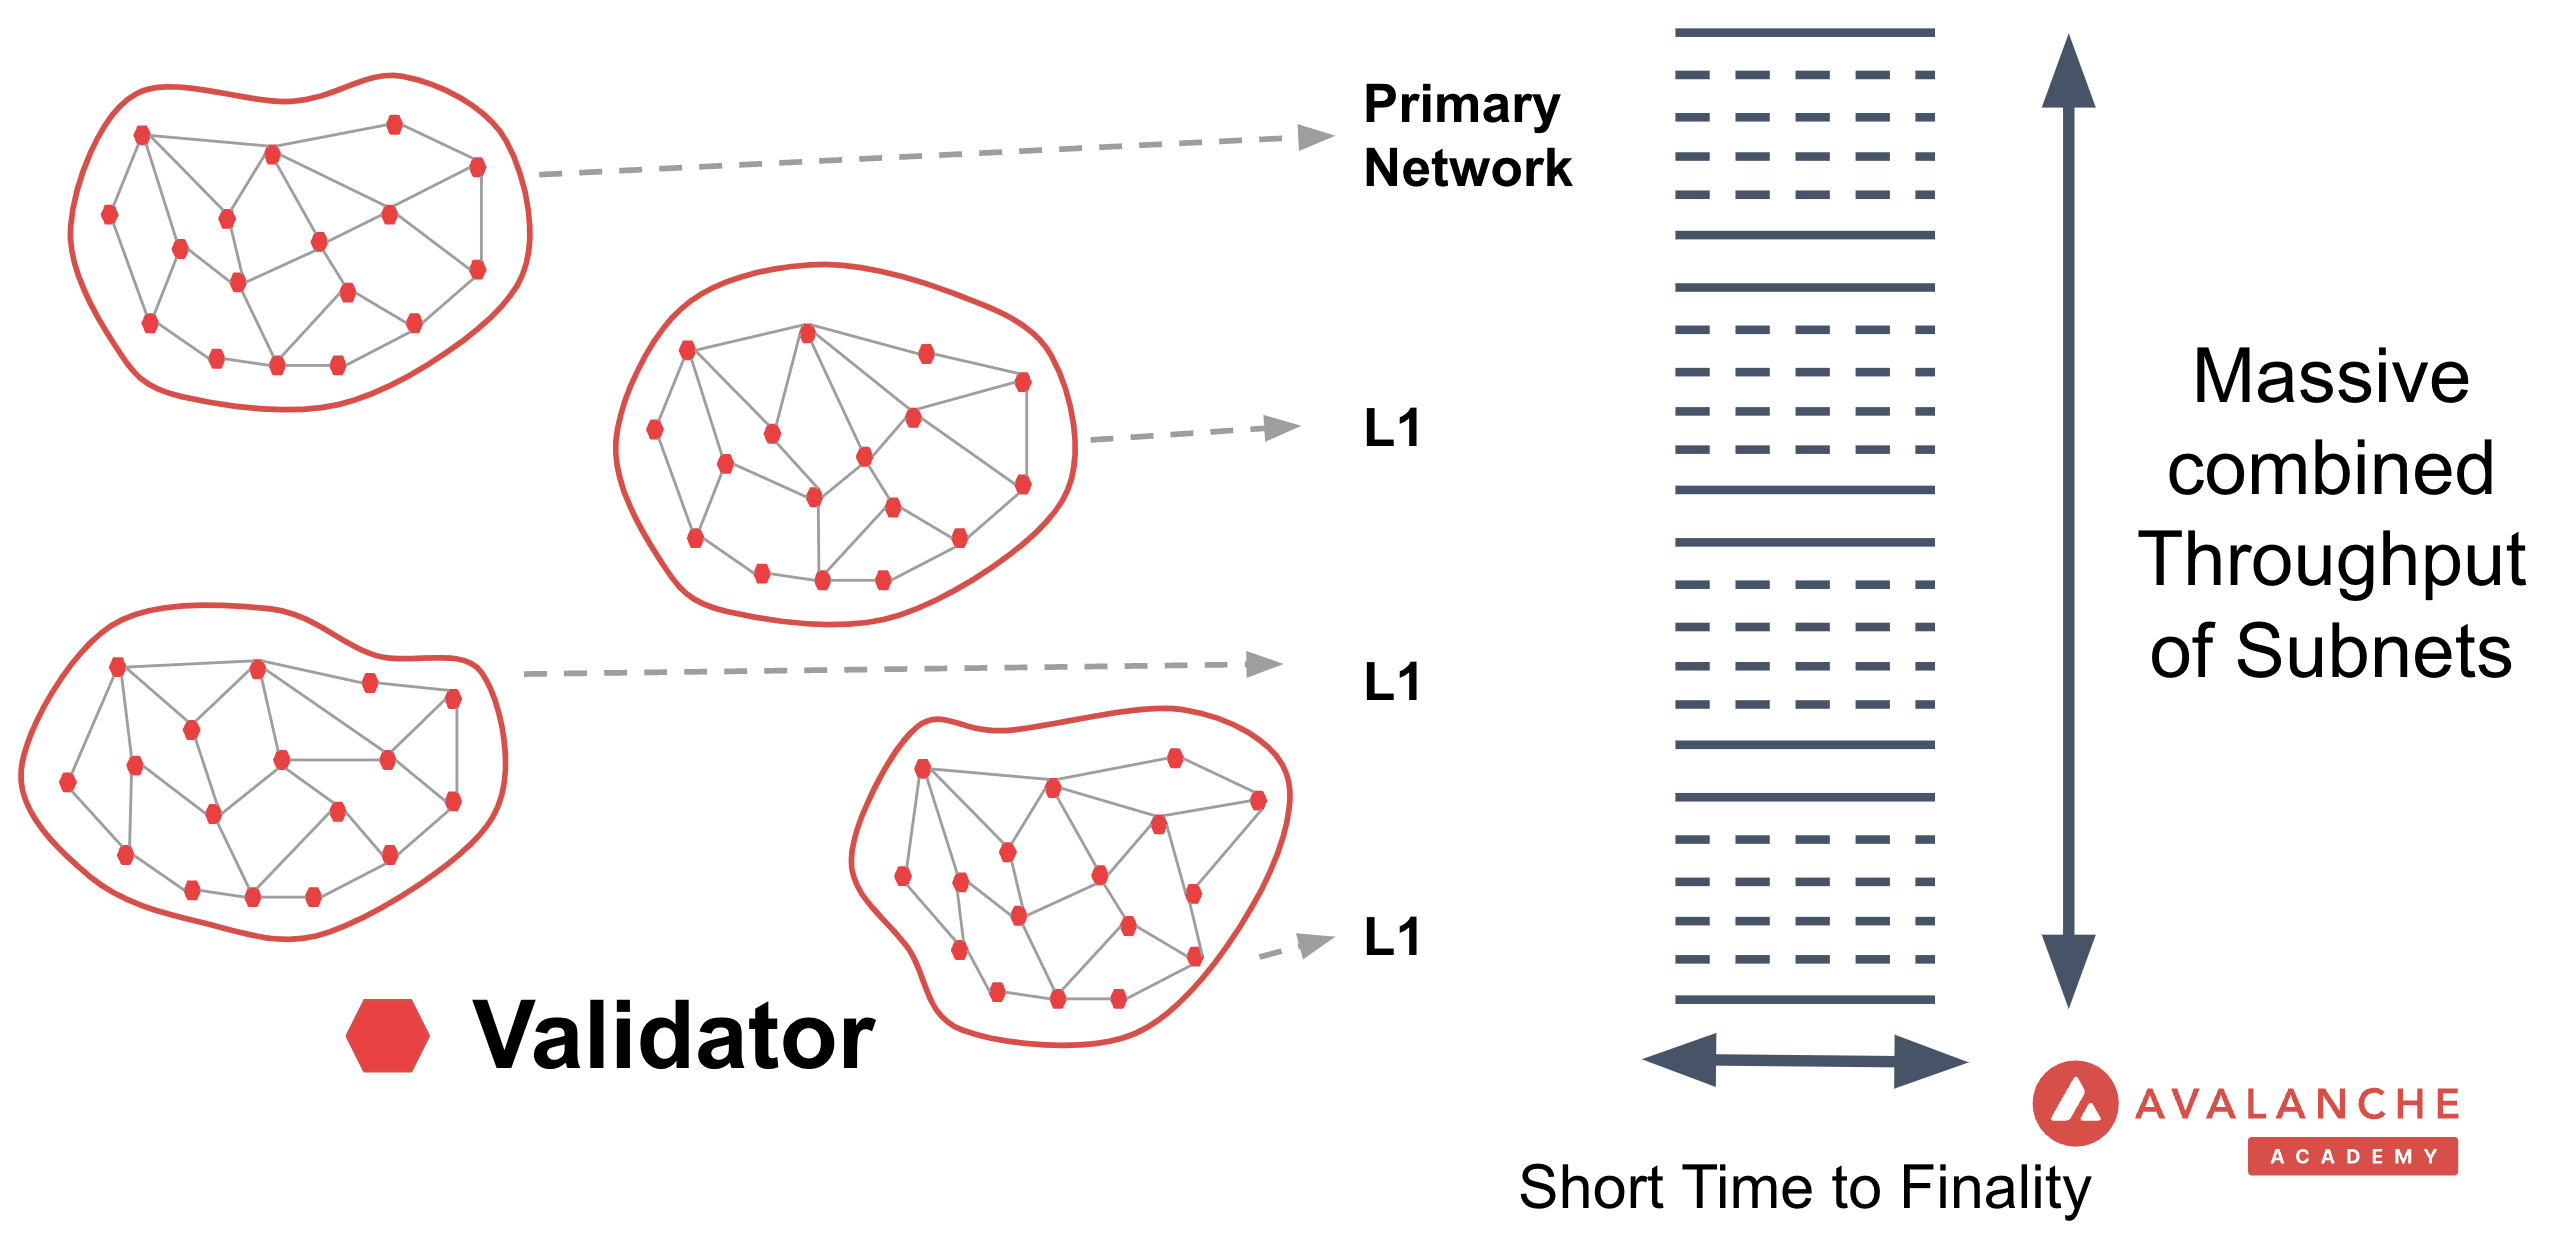 Primary
Network
L1
L1
L1
Validator
Massive
combined
Throughput
of Subnets
Short Time to Finality
AVALANCHE
ACADEMY